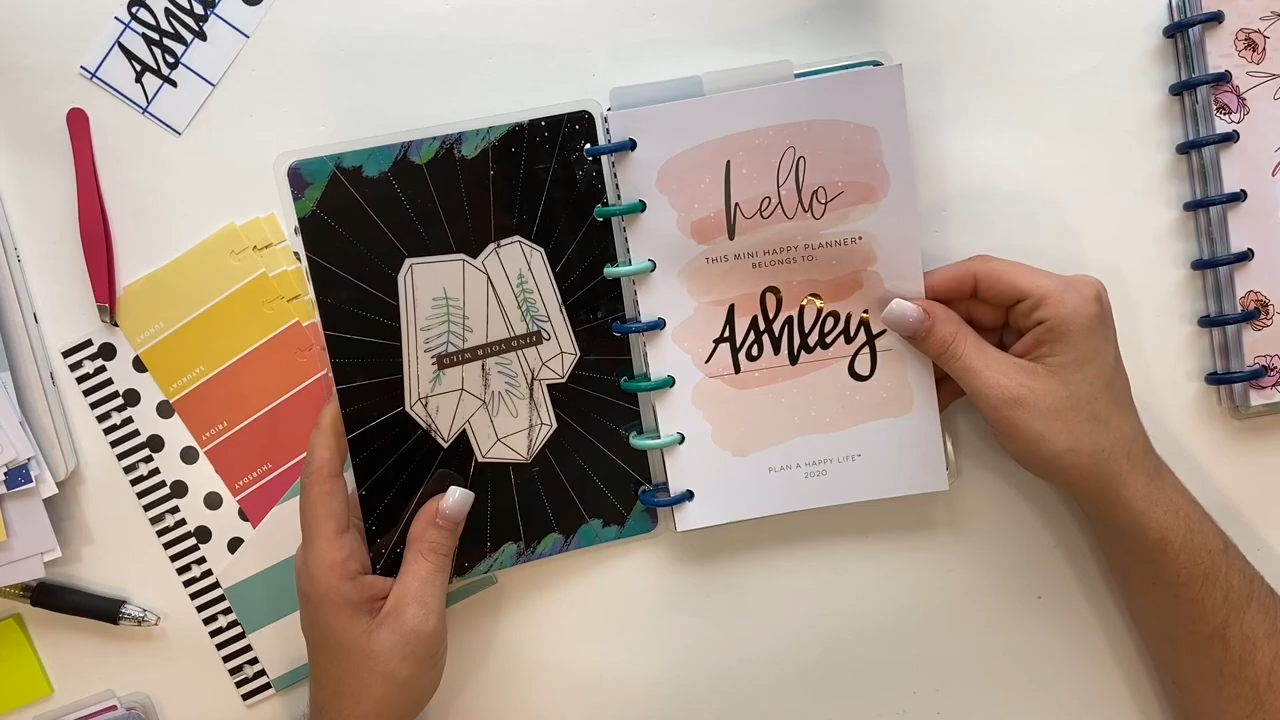 Ashl
SUNDAY
SATURDAY
FRIDAY
THURSDAY
FIND YOUR WILD
hello
THIS MINI HAPPY PLANNER®
BELONGS TO:
Ashley
PLAN A HAPPY LIFE™
2020